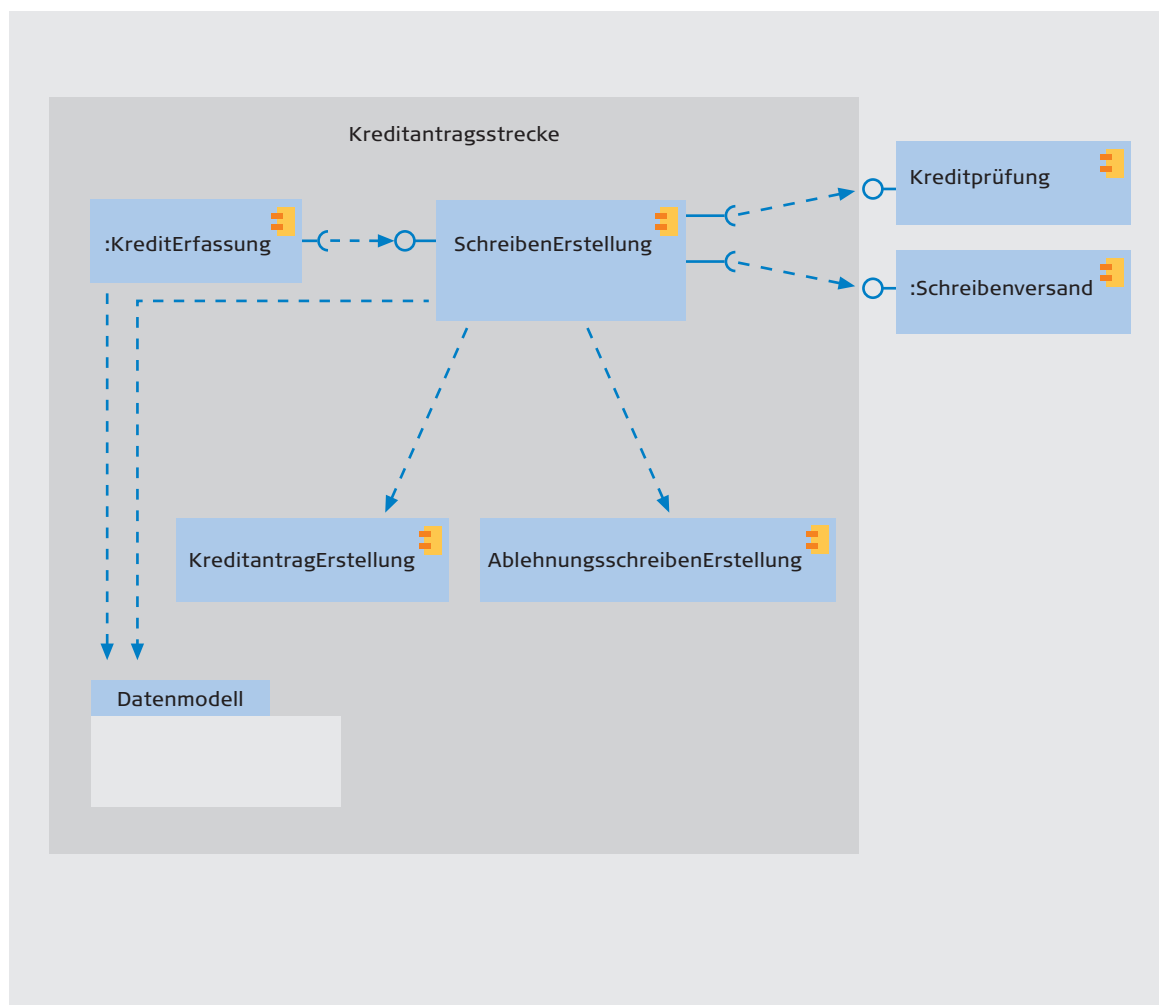 Kreditantragsstrecke
Kreditprüfung
:KreditErfassung
SchreibenErstellung
:Schreibenversand
KreditantragErstellung
AblehnungsschreibenErstellung
Datenmodell